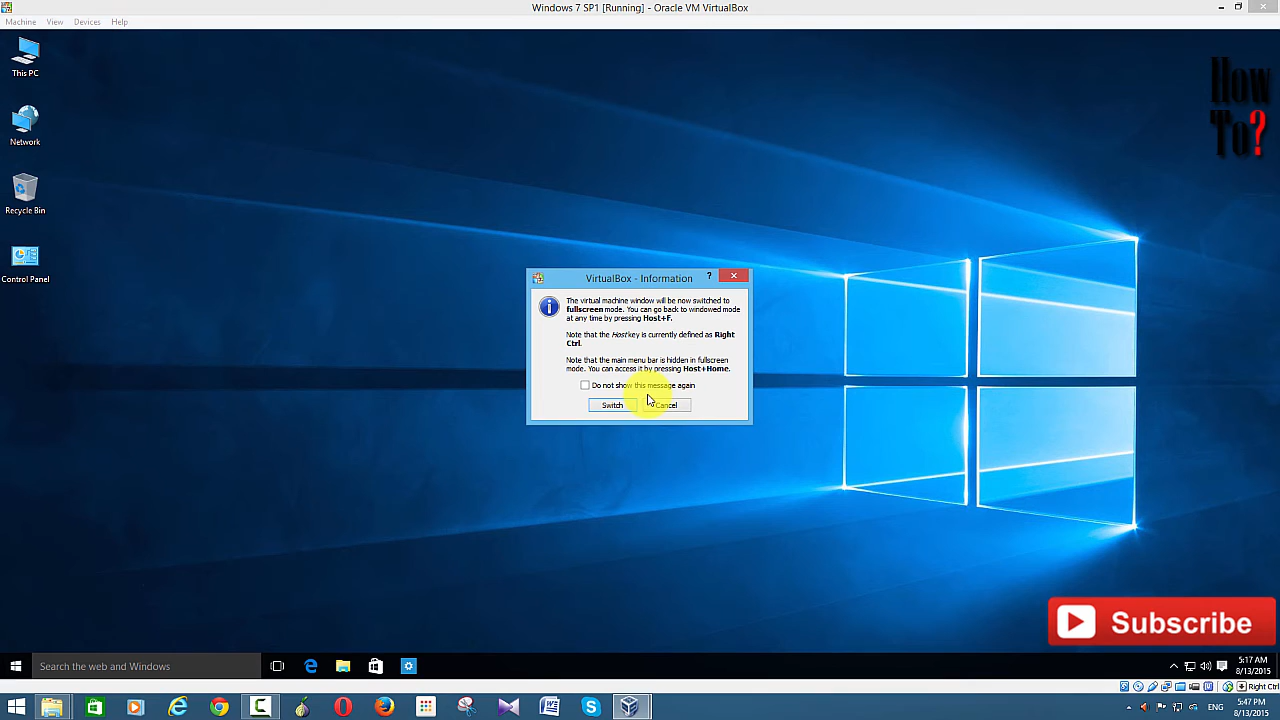 Windows 7 SP1 [Running] - Oracle VM VirtualBox
Machine View Devices Help
This PC
Network
Recycle Bin
Control Panel
How
To?
VirtualBox - Information
The virtual machine window will be now switched to
fullscreen mode. You can go back to windowed mode
at any time by pressing Host+F.
Note that the Host key is currently defined as Right
Ctrl.
Note that the main menu bar is hidden in fullscreen
mode. You can access it by pressing Host+Home.
Do not show this message again
Switch Cancel
Subscribe
Search the web and Windows
5:17 AM
8/13/2015
Right Ctrl
ENG
5:47 PM
8/13/2015